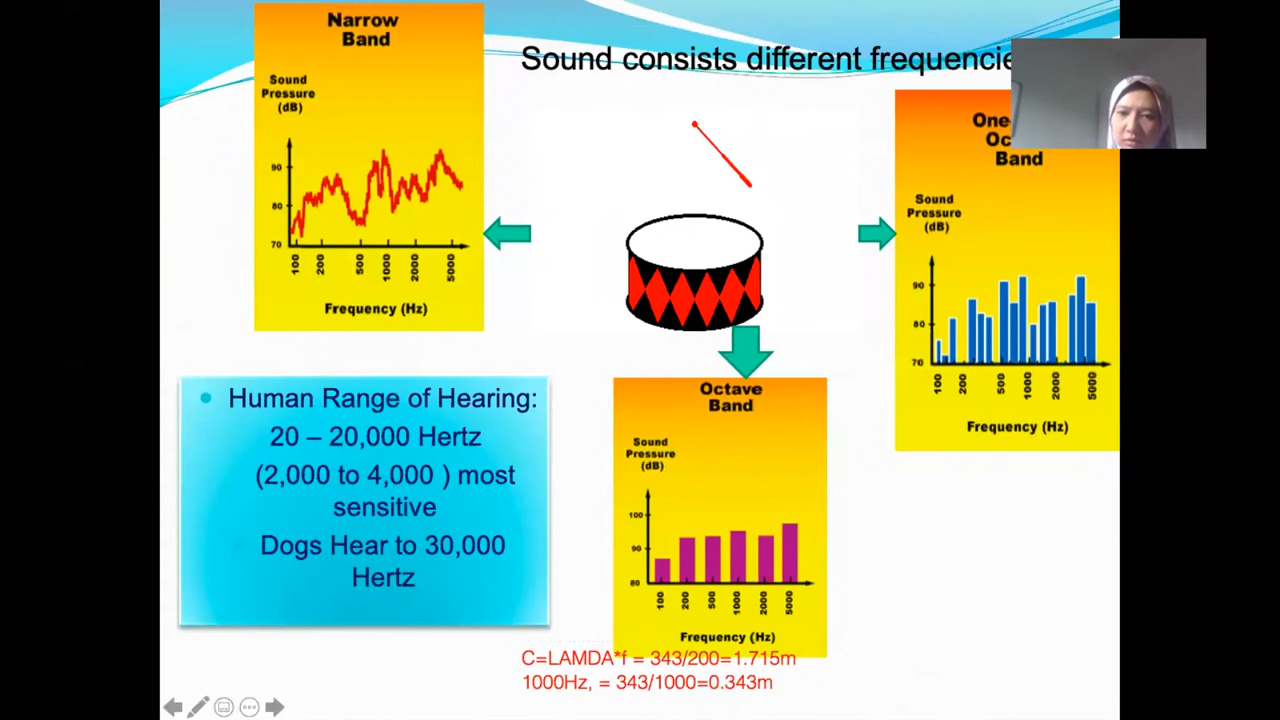 Narrow
Band
Sound
Pressure
(dB)
90
80
70
100
200
500
1000
2000
5000
Frequency (Hz)
Sound consists different
Band
Sound
Pressure
(dB)
90
80
70
100
200
500
1000
2000
5000
Frequency (Hz)
Human Range of Hearing:
20 – 20,000 Hertz
(2,000 to 4,000 ) most
sensitive
Dogs Hear to 30,000
Hertz
Octave
Band
Sound
Pressure
(dB)
100
90
80
100
200
500
1000
2000
5000
Frequency (Hz)
C=LAMDA*f = 343/200=1.715m
1000Hz, = 343/1000=0.343m